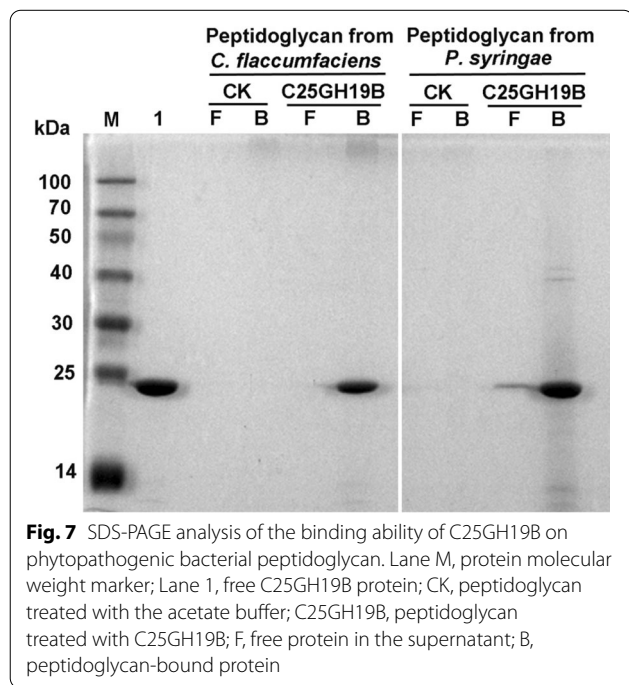 Peptidoglycan from Peptidoglycan from
C. flaccumfaciens P. syringae
CK C25GH19B CK C25GH19B
kDa M 1 F B F B F B F B
100
70
50
40
30
25
14
Fig. 7 SDS-PAGE analysis of the binding ability of C25GH19B on
phytopathogenic bacterial peptidoglycan. Lane M, protein molecular
weight marker; Lane 1, free C25GH19B protein; CK, peptidoglycan
treated with the acetate buffer; C25GH19B, peptidoglycan
treated with C25GH19B; F, free protein in the supernatant; B,
peptidoglycan-bound protein